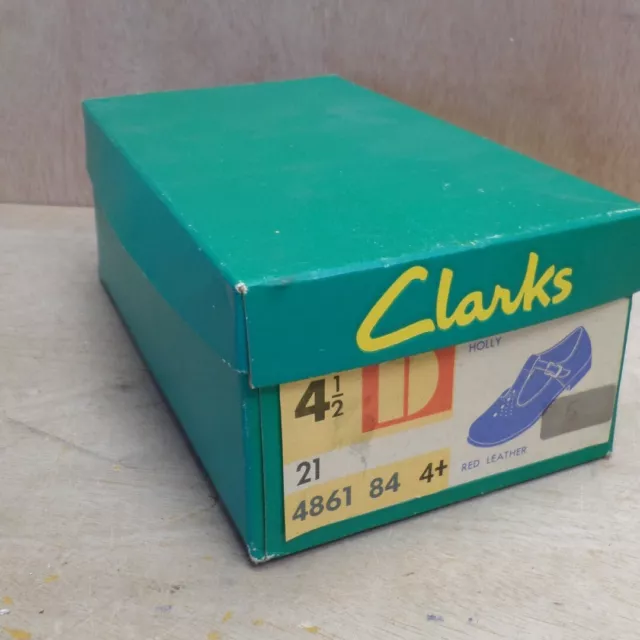 Clarks
4½ D
21
4861 84 4+
HOLLY
RED LEATHER